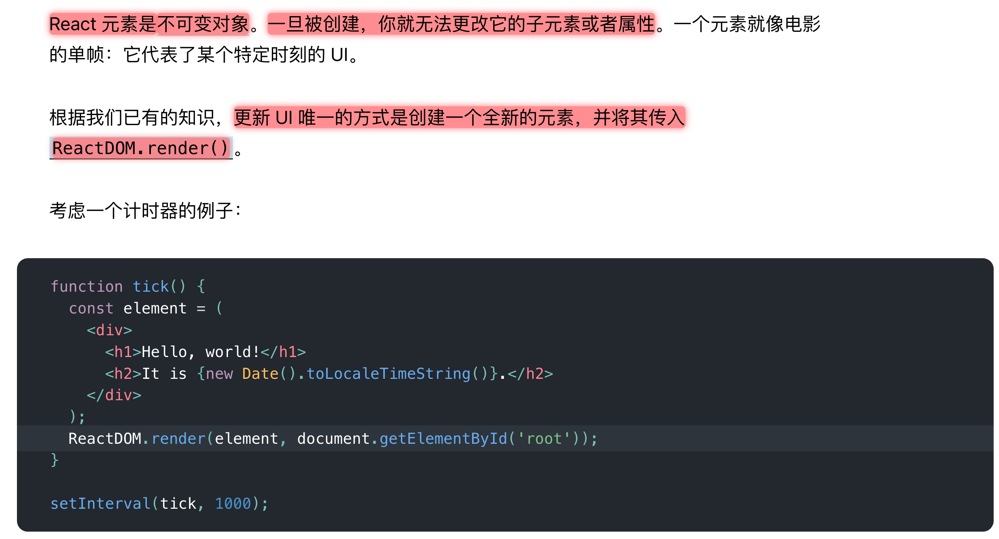 React 元素是不可变对象。一旦被创建，你就无法更改它的子元素或者属性。一个元素就像电影
的单帧：它代表了某个特定时刻的 UI。
根据我们已有的知识，更新 UI 唯一的方式是创建一个全新的元素，并将其传入
ReactDOM.render()。
考虑一个计时器的例子：
function tick() {
  const element = (
    <div>
      <h1>Hello, world!</h1>
      <h2>It is {new Date().toLocaleTimeString()}.</h2>
    </div>
  );
  ReactDOM.render(element, document.getElementById('root'));
}
setInterval(tick, 1000);